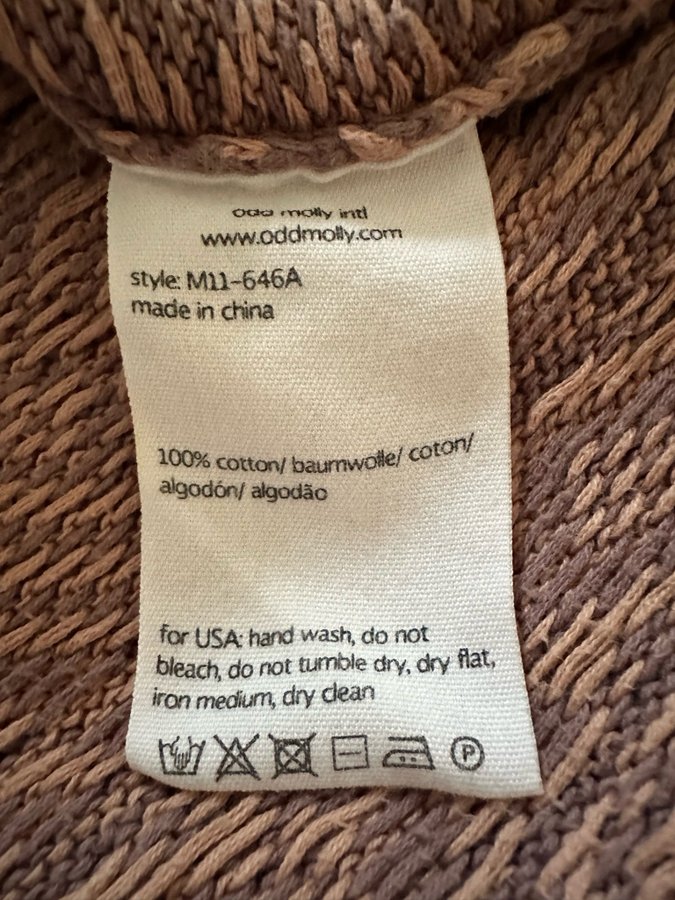 odd molly intl
www.oddmolly.com
style: M11-646A
made in china
100% cotton/ baumwolle/ coton/
algodón/ algodão
for USA: hand wash, do not
bleach, do not tumble dry, dry flat,
iron medium, dry clean
P